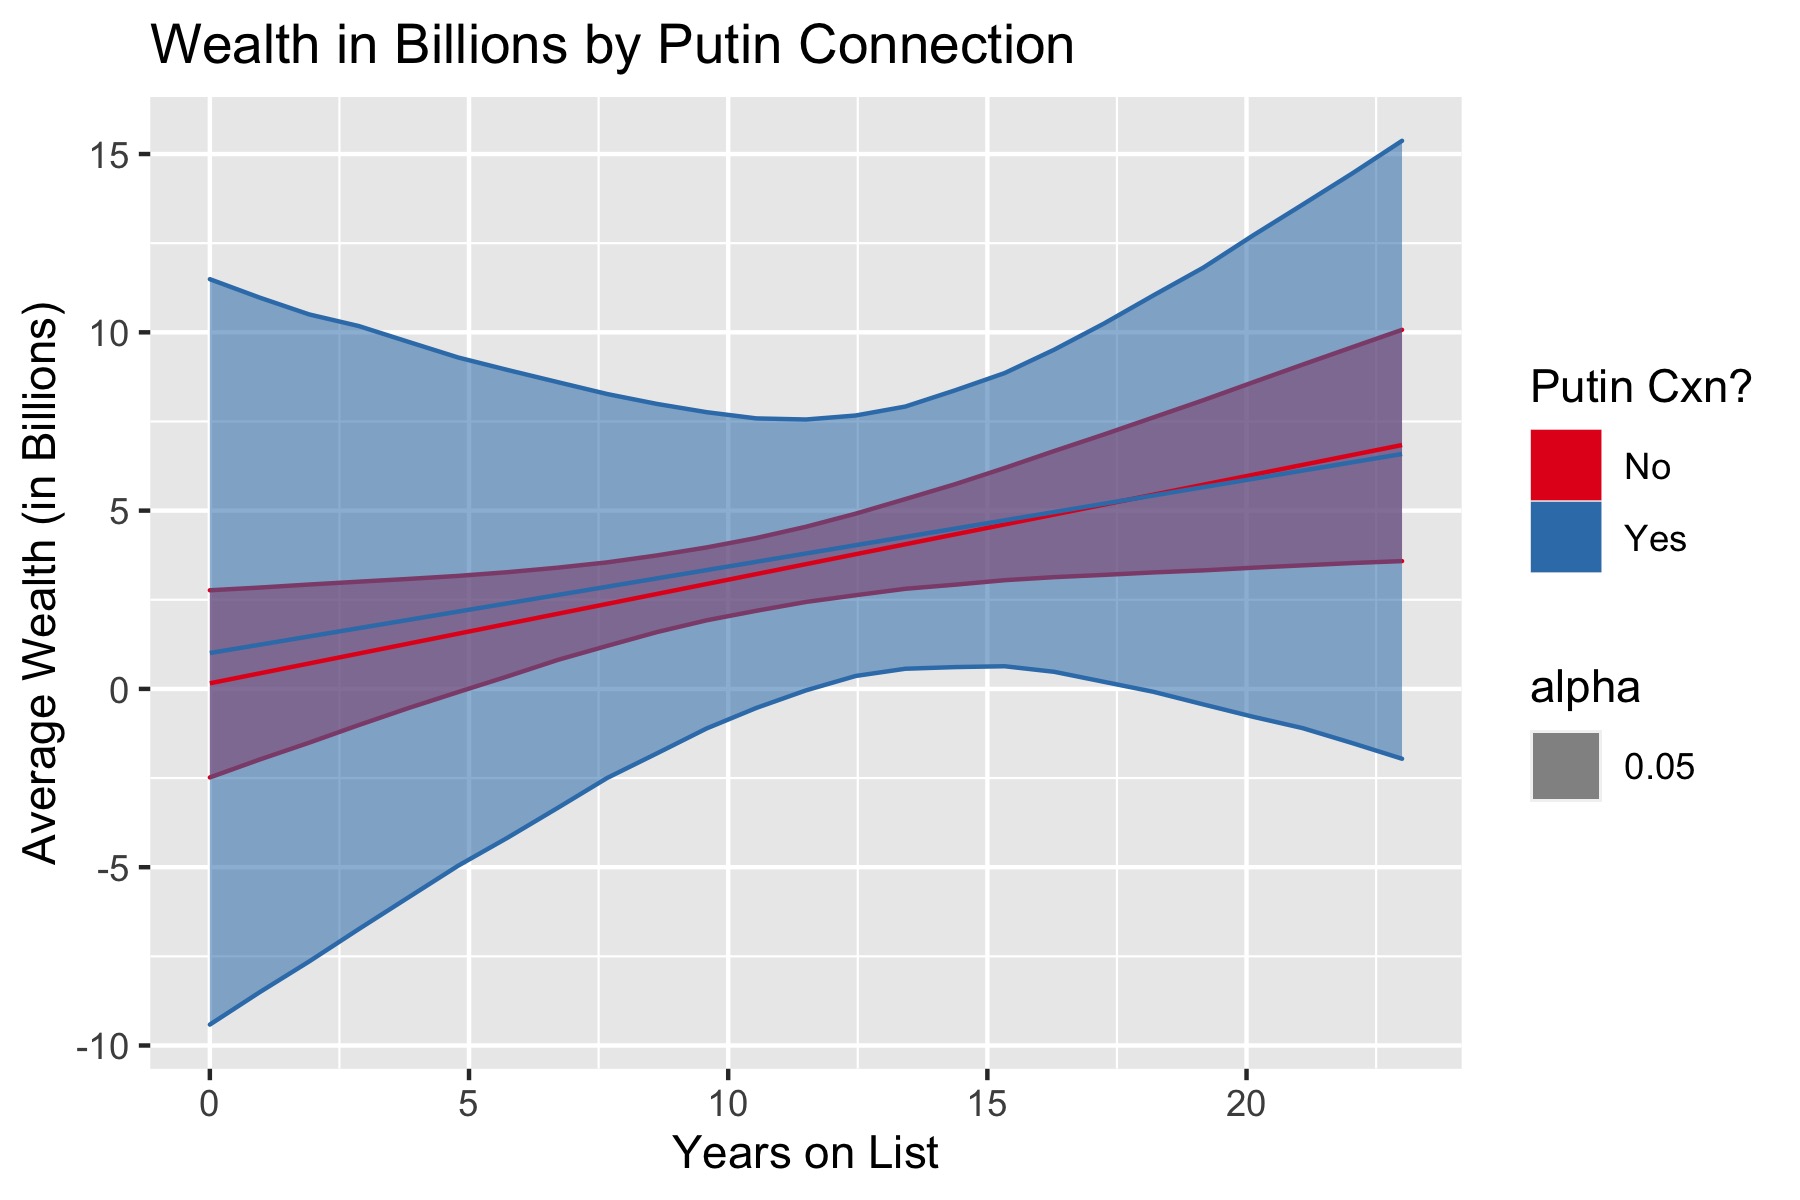 Wealth in Billions by Putin Connection
Average Wealth (in Billions)
15
10
5
0
-5
-10
0 5 10 15 20
Years on List
Putin Cxn?
No
Yes
alpha
0.05